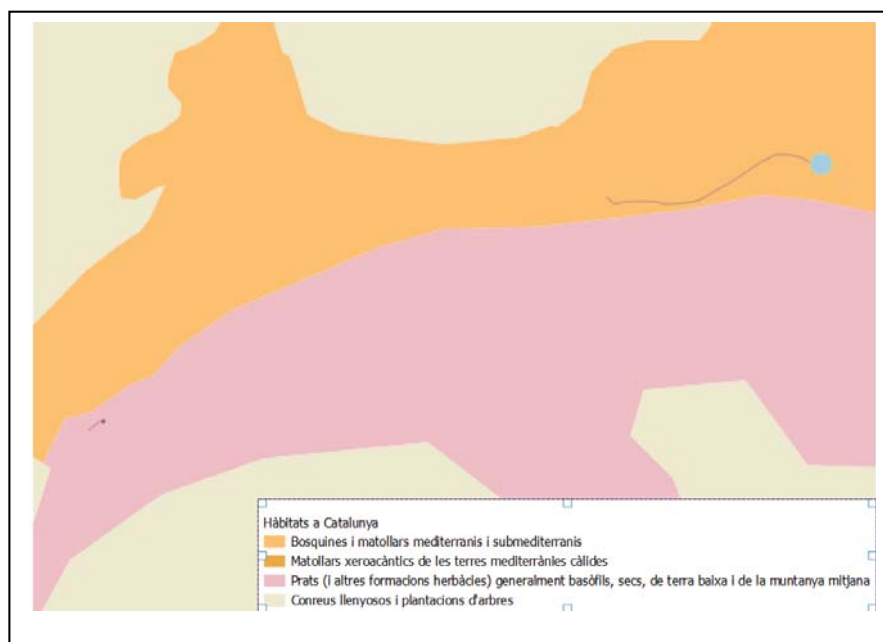 Hàbitats a Catalunya
Bosquines i matollars mediterranis i submediterranis
Matollars xeroacàntics de les terres mediterrànies càlides
Prats (i altres formacions herbàcies) generalment basòfils, secs, de terra baixa i de la muntanya mitjana
Conreus llenyosos i plantacions d'arbres